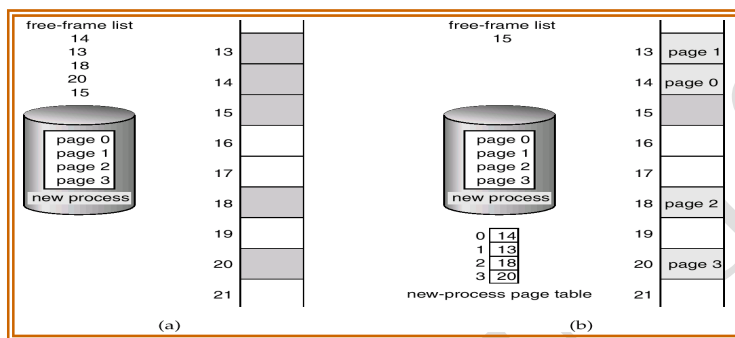 free-frame list
14
13
18
20
15
page 0
page 1
page 2
page 3
new process
13
14
15
16
17
18
19
20
21
(a)
free-frame list
15
page 0
page 1
page 2
page 3
new process
0 14
1 13
2 18
3 20
new-process page table
13 page 1
14 page 0
15
16
17
18 page 2
19
20 page 3
21
(b)